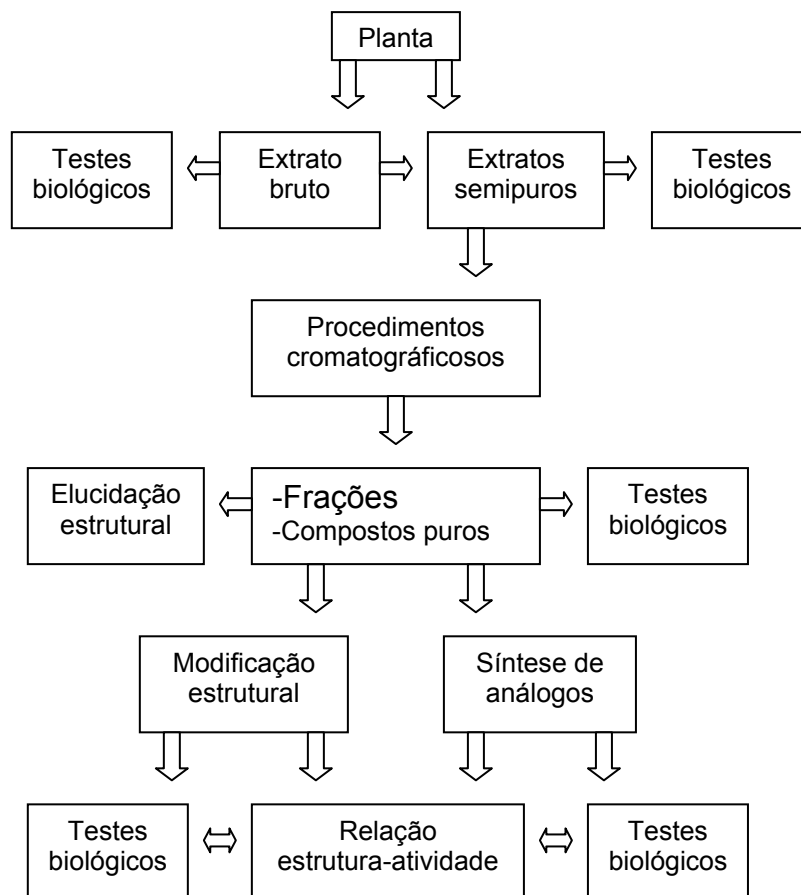 Planta
Testes
biológicos
Extrato
bruto
Extratos
semipuros
Testes
biológicos
Procedimentos
cromatográficosos
Elucidação
estrutural
-Frações
-Compostos puros
Testes
biológicos
Modificação
estrutural
Síntese de
análogos
Testes
biológicos
Relação
estrutura-atividade
Testes
biológicos